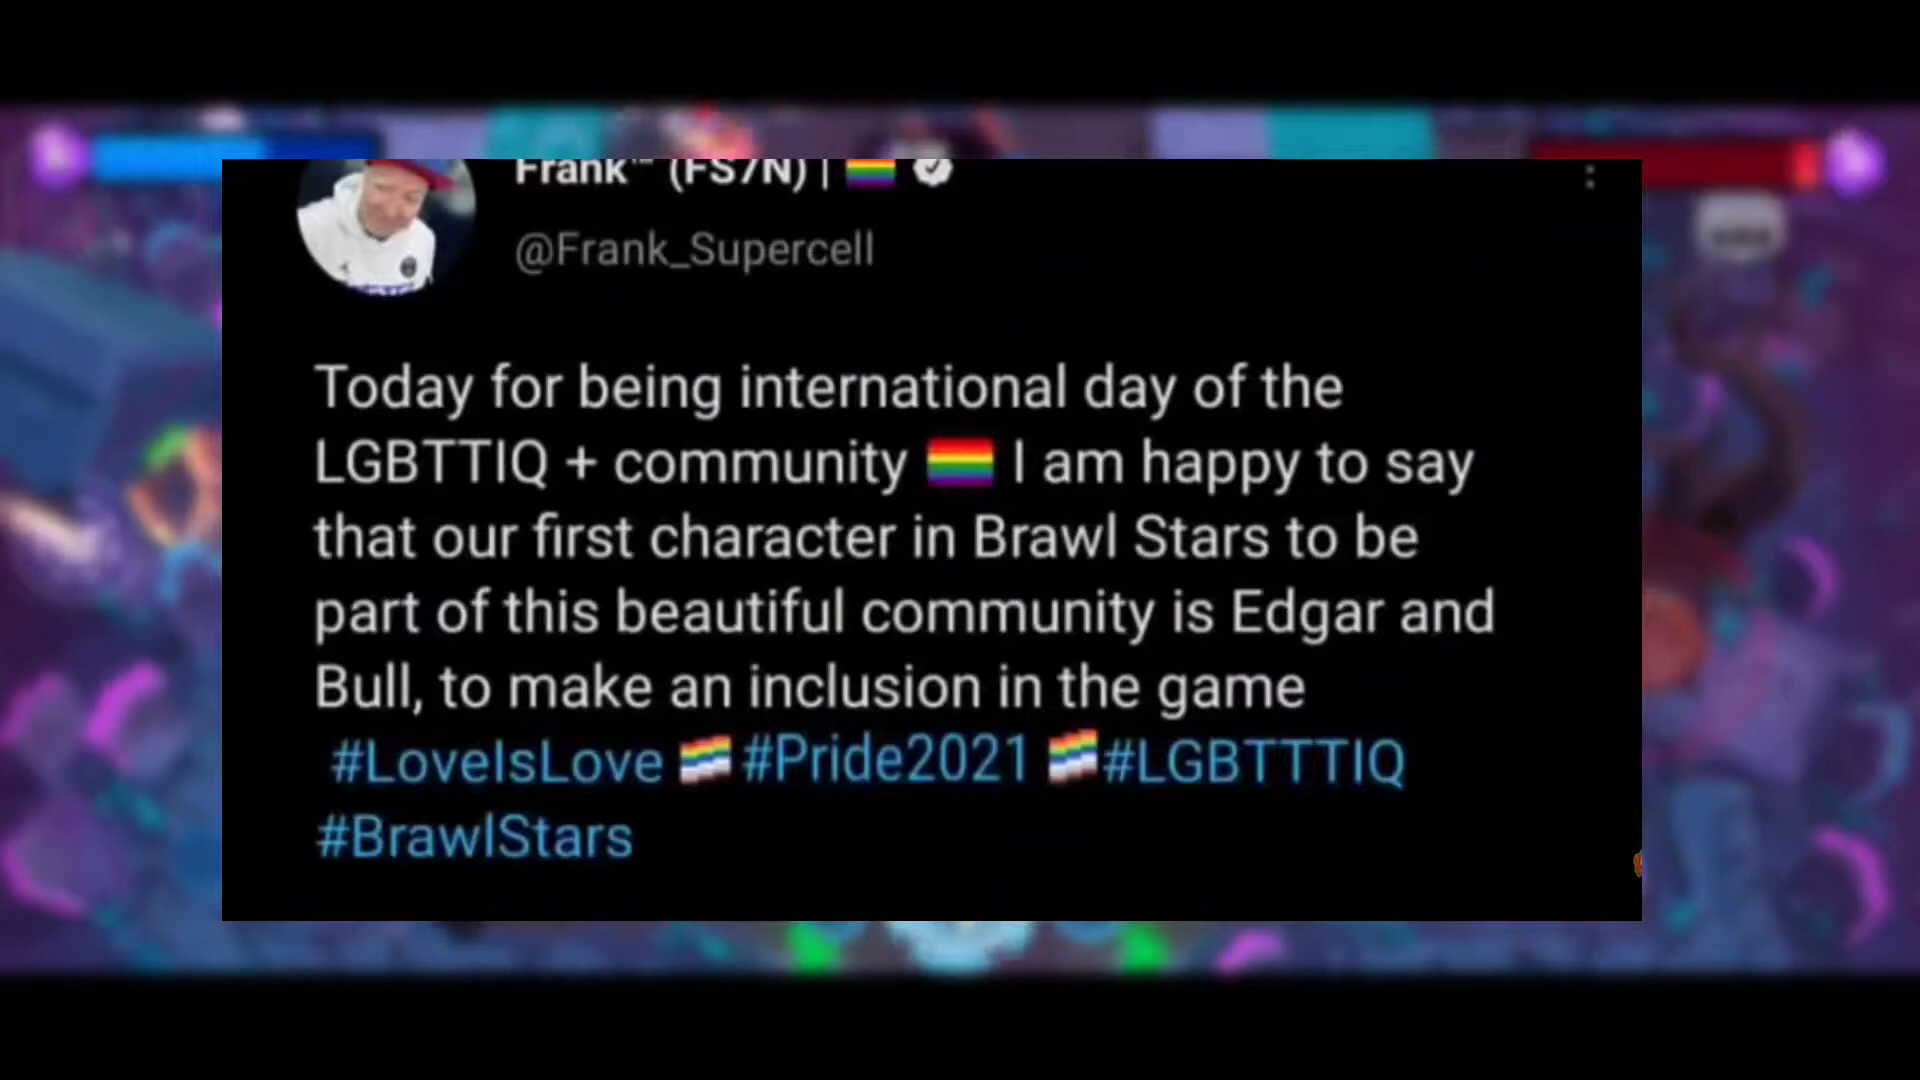 Frank™ (FS7N) | 🏳️‍🌈
@Frank_Supercell
Today for being international day of the
LGBTTIQ + community 🏳️‍🌈 I am happy to say
that our first character in Brawl Stars to be
part of this beautiful community is Edgar and
Bull, to make an inclusion in the game
#LoveIsLove #Pride2021 #LGBTTTIQ
#BrawlStars